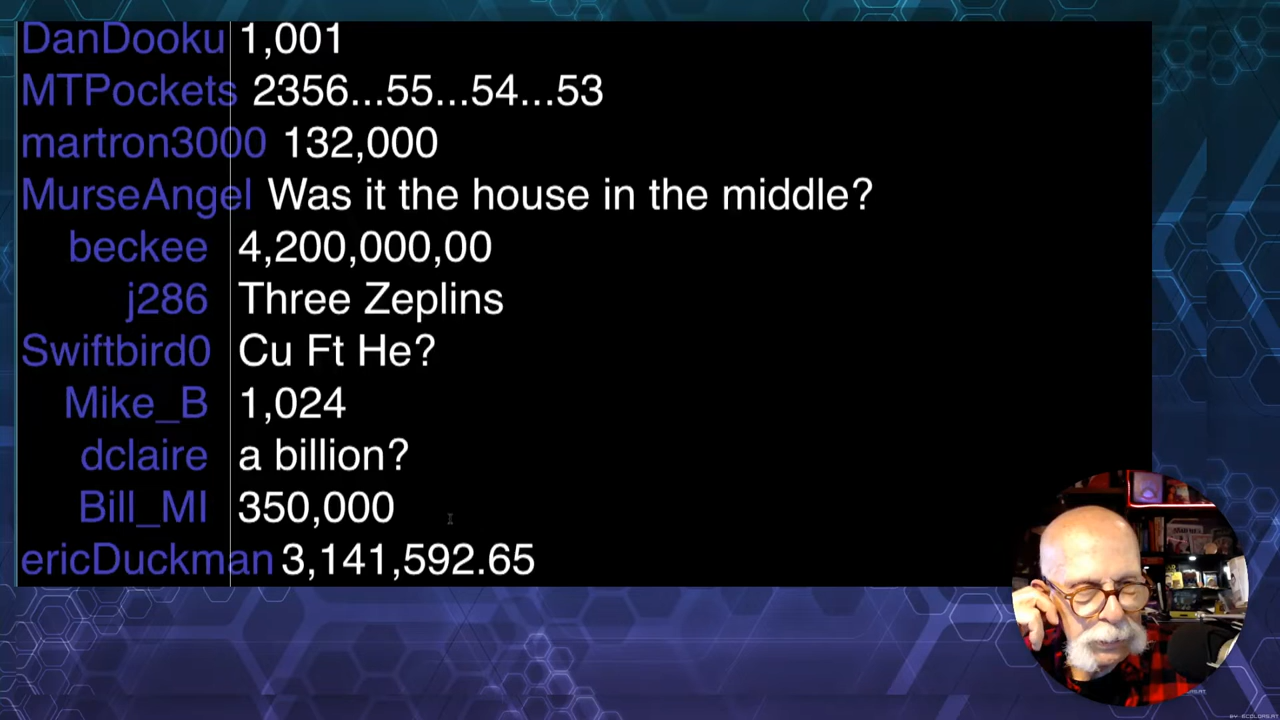 DanDooku 1,001
MTPockets 2356...55...54...53
martron3000 132,000
MurseAngel Was it the house in the middle?
beckee 4,200,000,00
j286 Three Zeplins
Swiftbird0 Cu Ft He?
Mike_B 1,024
dclaire a billion?
Bill_MI 350,000
ericDuckman 3,141,592.65